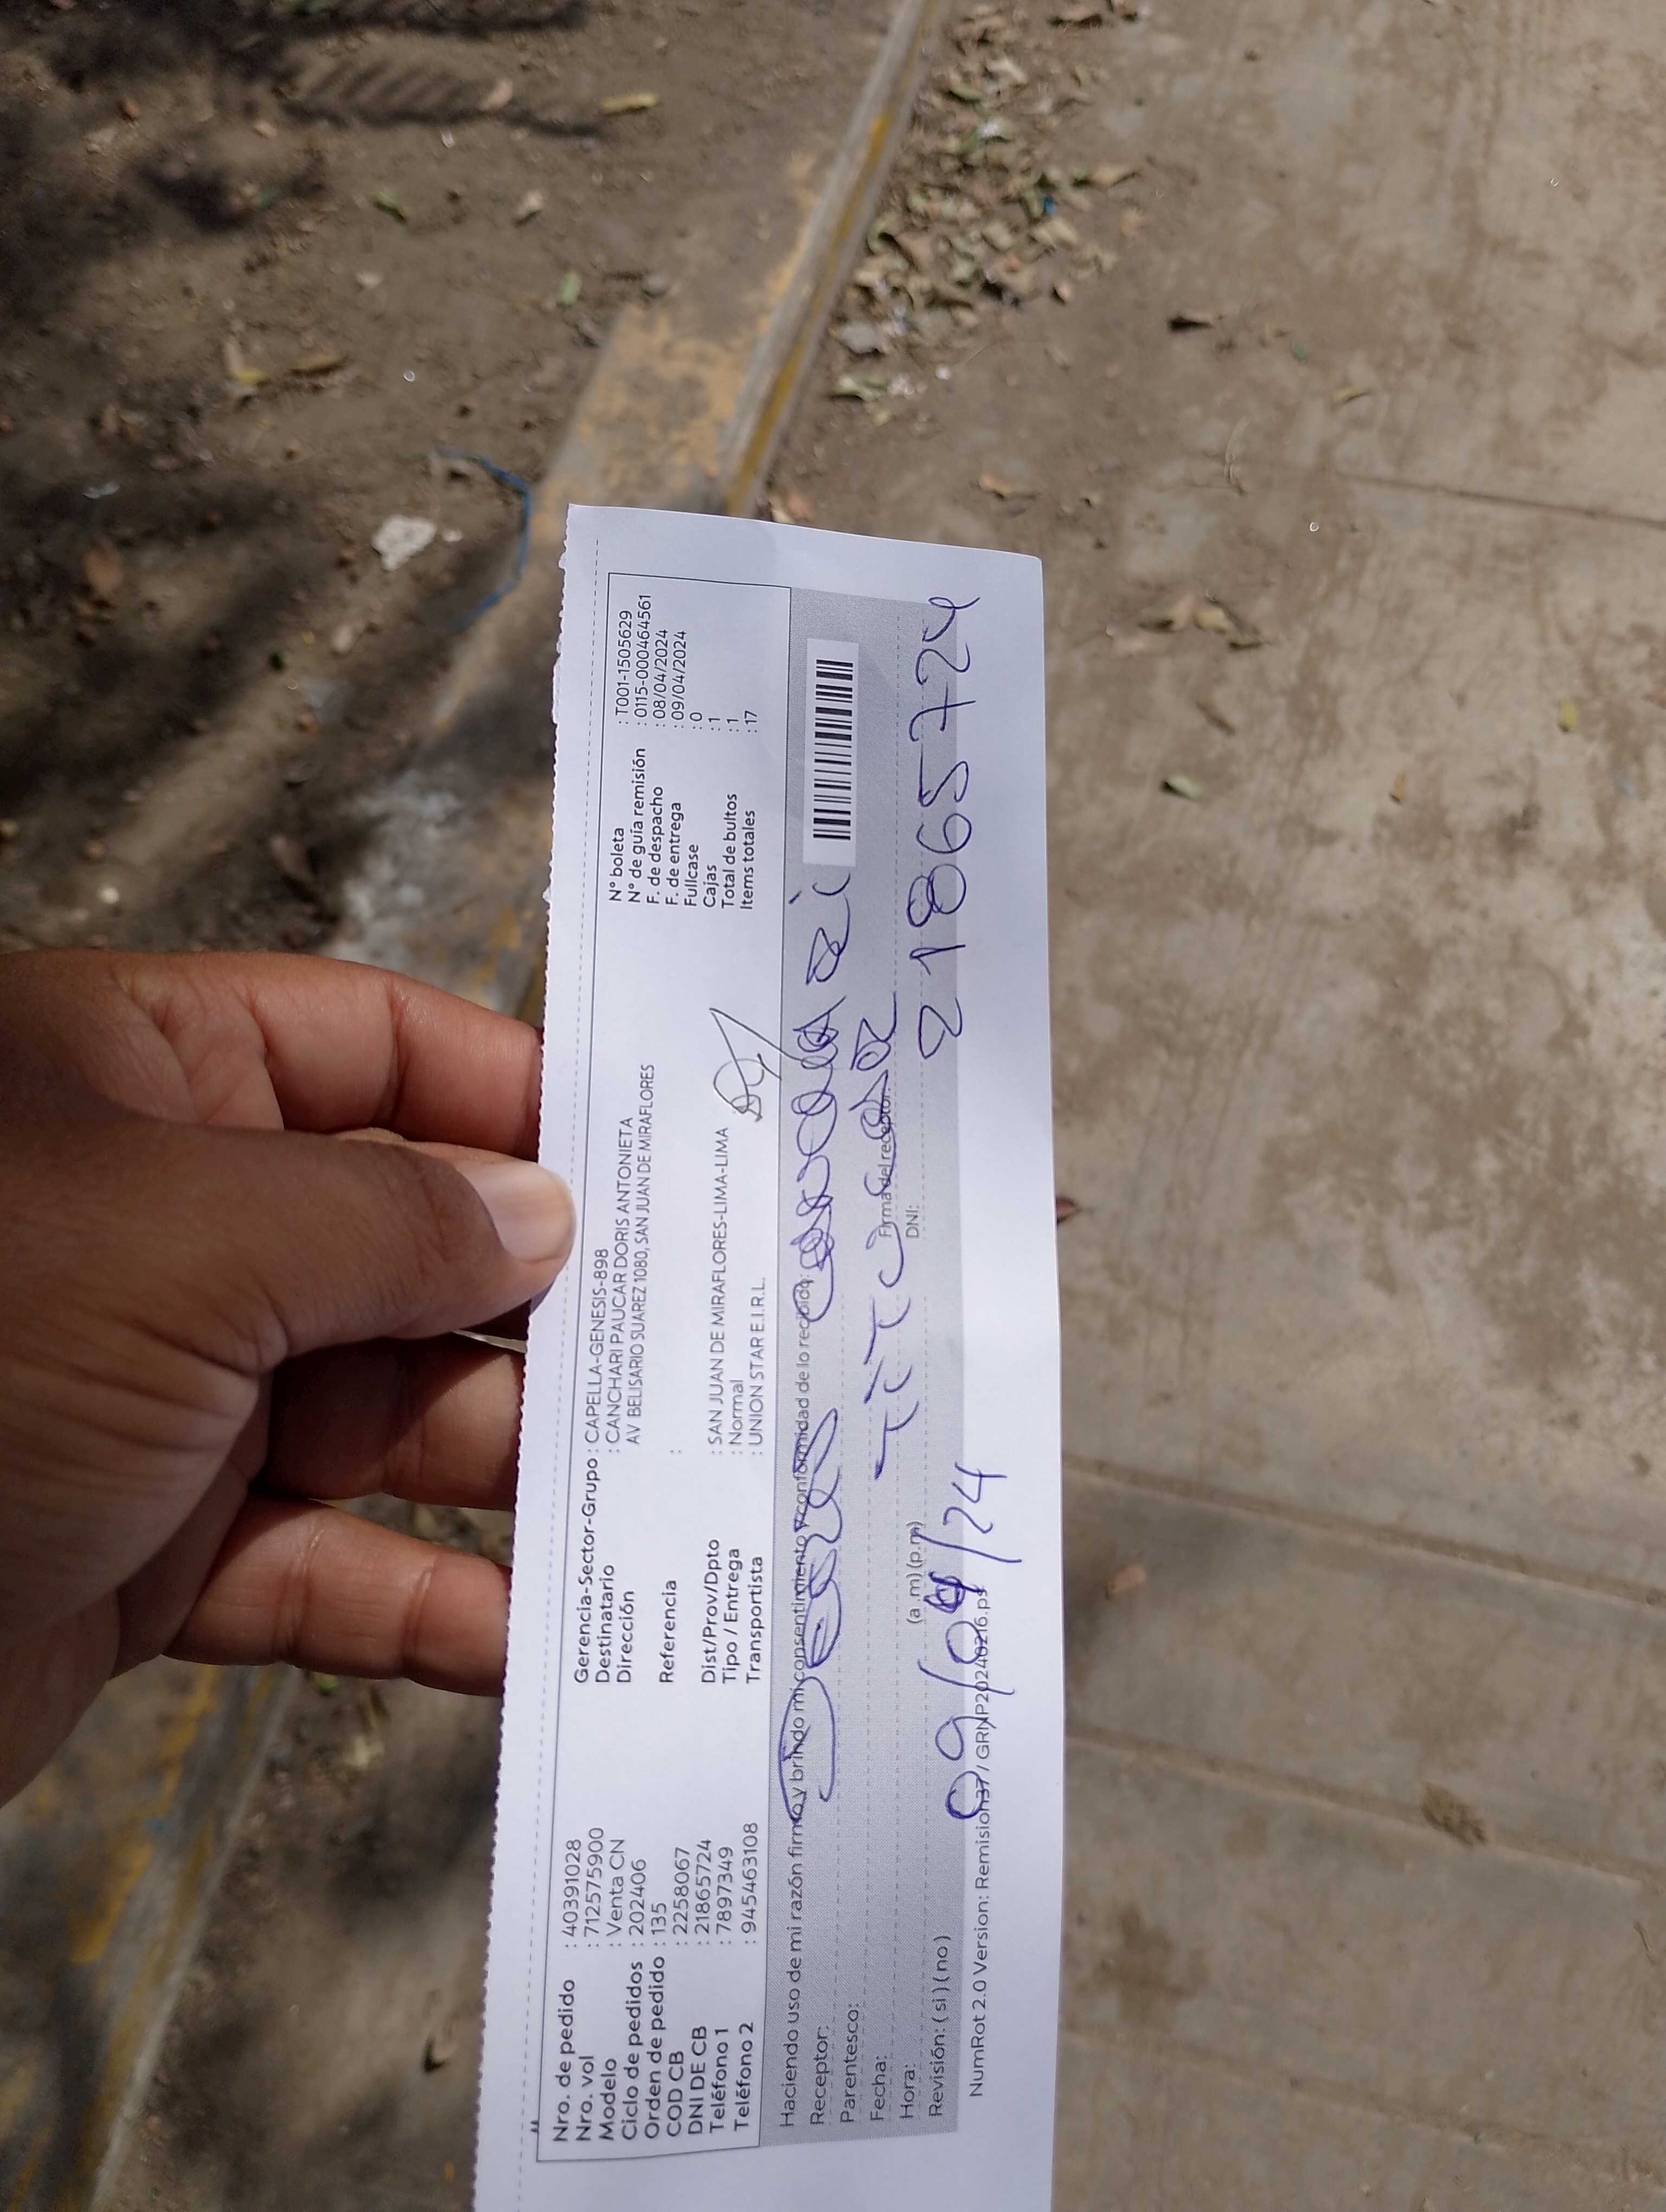 Nro. de pedido : 40391028
Nro. vol : 712575900
Modelo : Venta CN
Ciclo de pedidos : 202406
Orden de pedido : 135
COD CB : 2258067
DNI DE CB : 21865724
Teléfono 1 : 7897349
Teléfono 2 : 945463108
Gerencia-Sector-Grupo : CAPELLA-GENESIS-898
Destinatario : CANCHARI PAUCAR DORIS ANTONIETA
Dirección AV BELISARIO SUAREZ 1080, SAN JUAN DE MIRAFLORES
Referencia :
Dist/Prov/Dpto : SAN JUAN DE MIRAFLORES-LIMA-LIMA
Tipo / Entrega : Normal
Transportista : UNION STAR E.I.R.L.
N° boleta : T001-1505629
N° de guía remisión : 0115-000464561
F. de despacho : 08/04/2024
F. de entrega : 09/04/2024
Fullcase : 0
Cajas : 1
Total de bultos : 1
Items totales : 17
Haciendo uso de mi razón firmo y brindo mi consentimiento y conformidad de lo recibido:
Receptor:
Parentesco: TiTular
Fecha: Firma del receptor:
Hora: (a.m) (p.m) DNI: 21865724
09/04/24
Revisión: ( si ) ( no )
NumRot 2.0 Version: Remision37 / GRNP20240216.ps